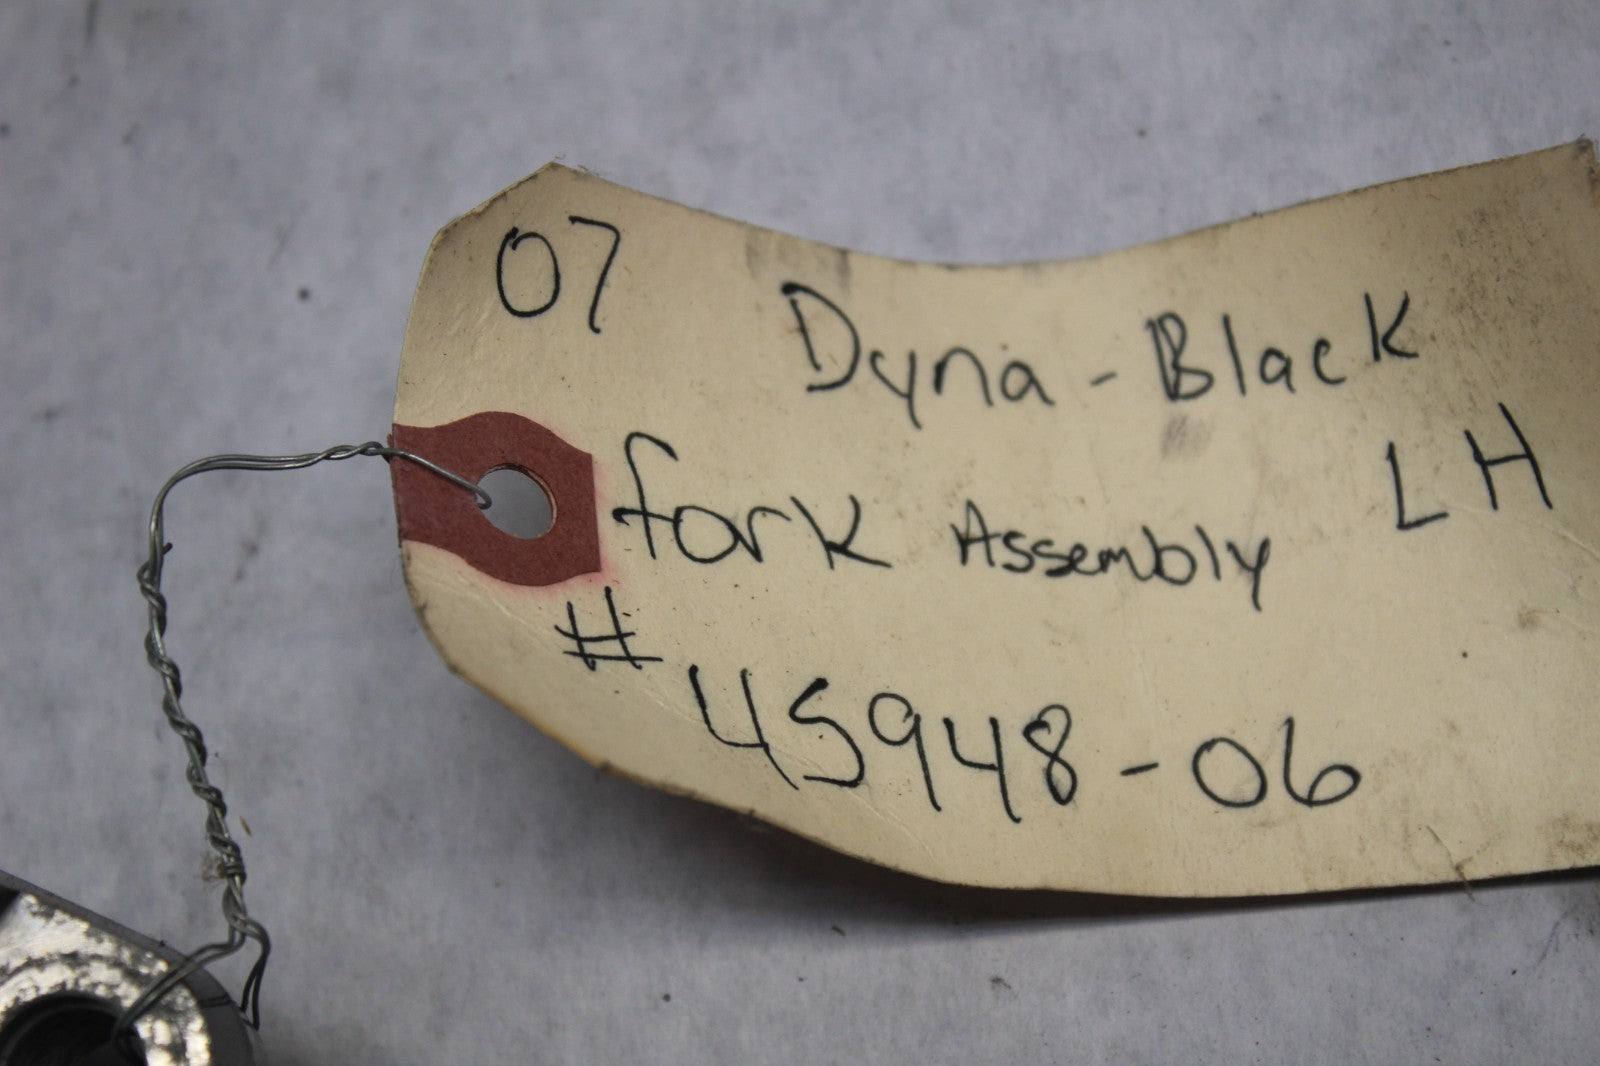 07 Dyna - Black
fork Assembly LH
# 45948-06